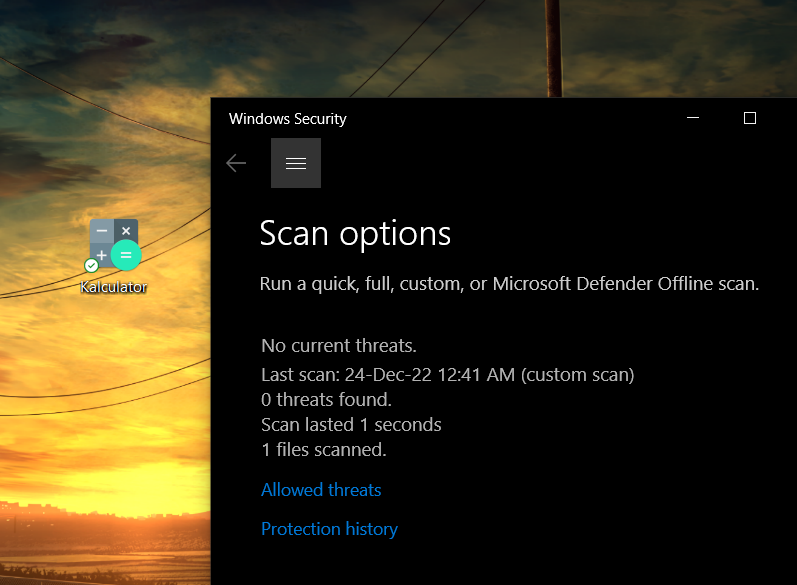 Windows Security
Kalculator
Scan options
Run a quick, full, custom, or Microsoft Defender Offline scan.
No current threats.
Last scan: 24-Dec-22 12:41 AM (custom scan)
0 threats found.
Scan lasted 1 seconds
1 files scanned.
Allowed threats
Protection history